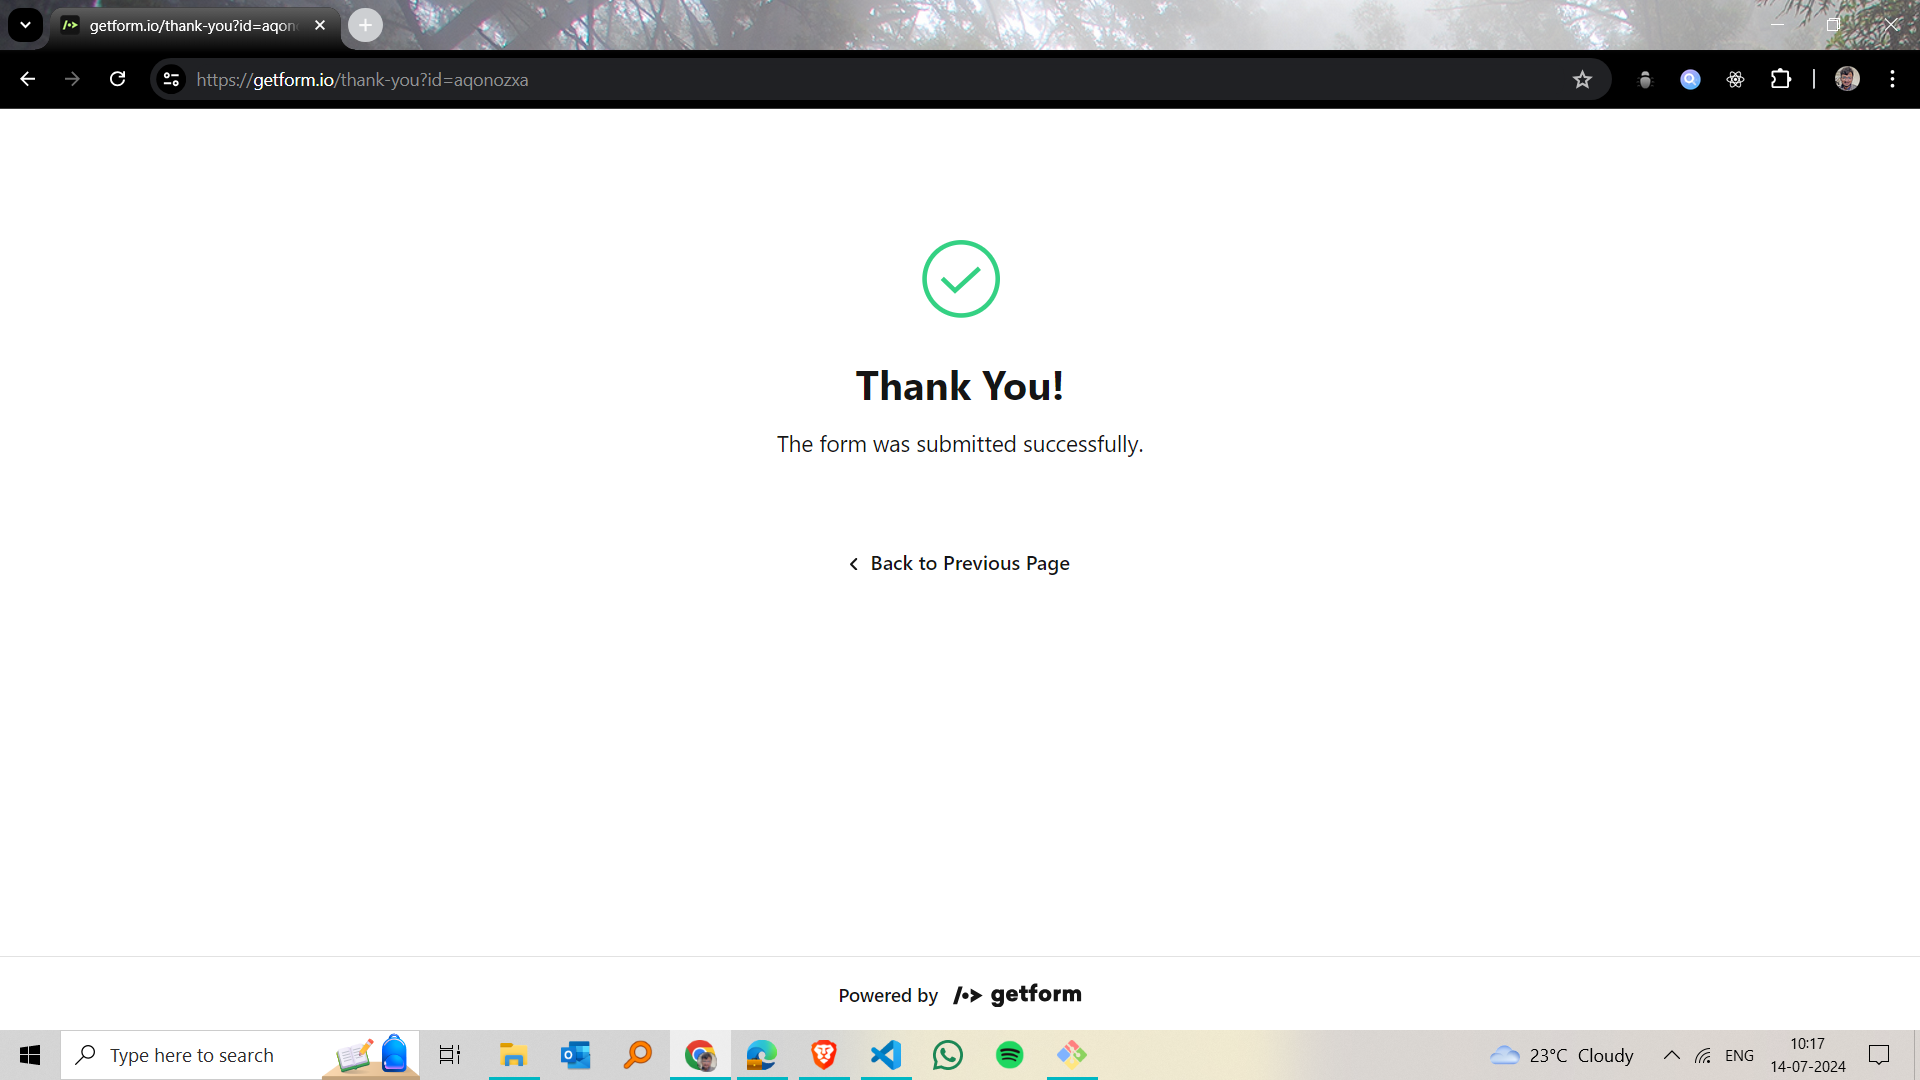 getform.io/thank-you?id=aqon
https://getform.io/thank-you?id=aqonozxa
Thank You!
The form was submitted successfully.
Back to Previous Page
Powered by getform
Type here to search
23°C Cloudy
ENG
10:17
14-07-2024